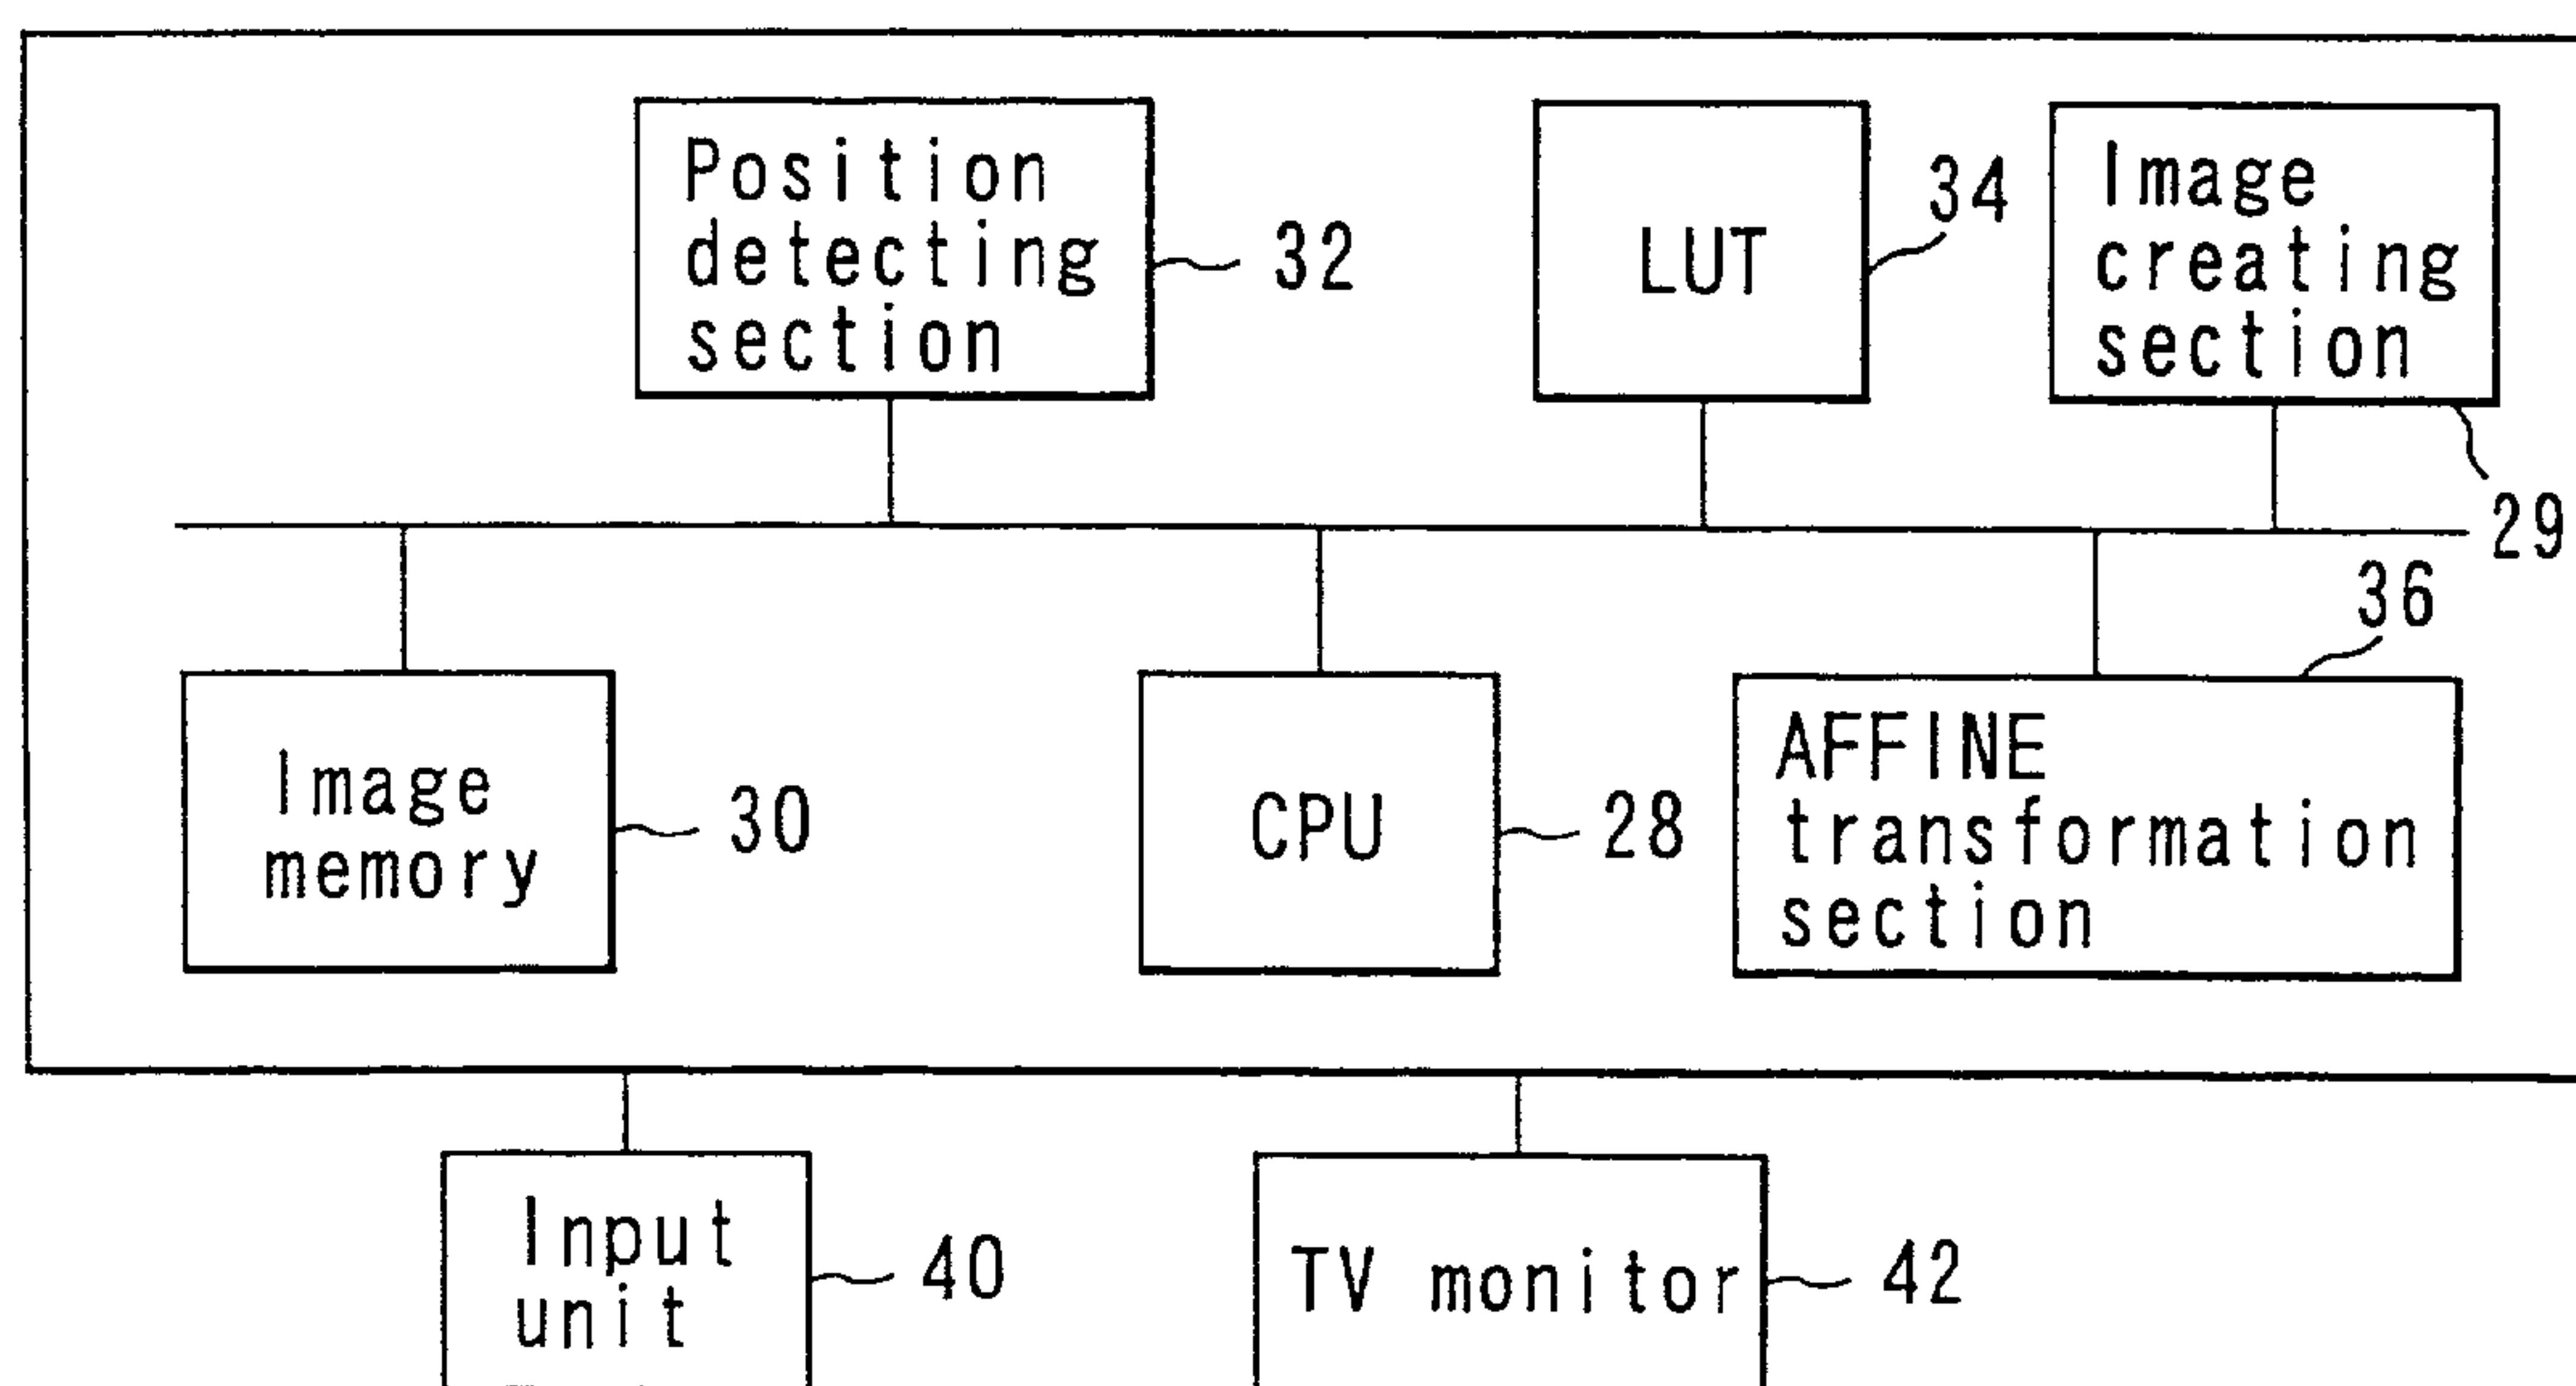 Position
detecting
section
32
LUT
34
Image
creating
section
29
Image
memory
30
CPU
28
36
AFFINE
transformation
section
Input
unit
40
TV monitor
42